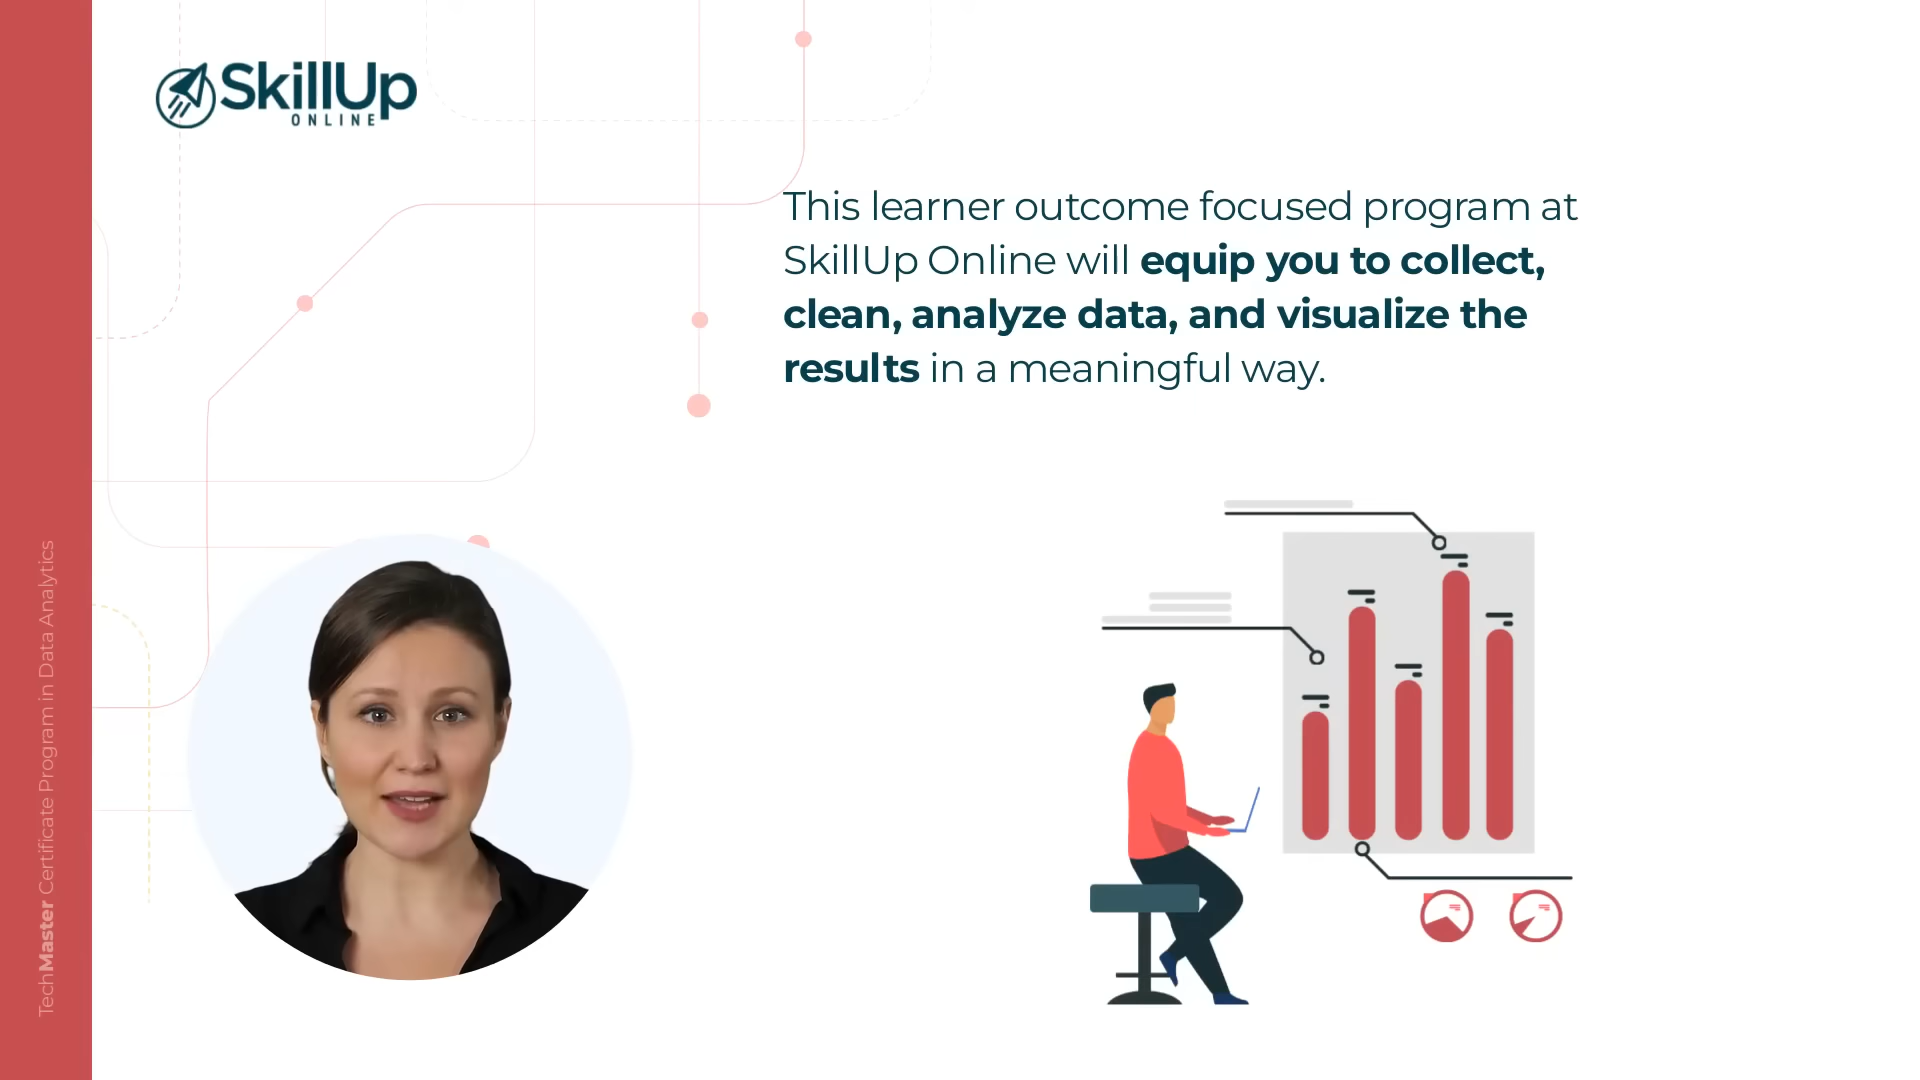 SkillUp
ONLINE
This learner outcome focused program at
SkillUp Online will equip you to collect,
clean, analyze data, and visualize the
results in a meaningful way.
TechMaster Certificate Program in Data Analytics